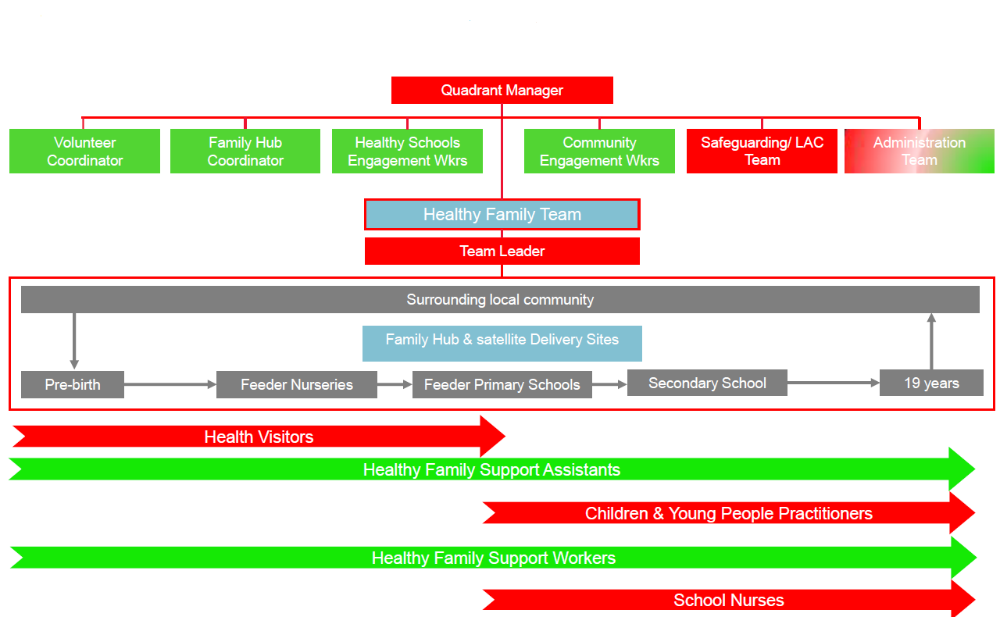 Quadrant Manager
Volunteer
Coordinator
Family Hub
Coordinator
Healthy Schools
Engagement Wkrs
Community
Engagement Wkrs
Safeguarding/ LAC
Team
Administration
Team
Healthy Family Team
Team Leader
Surrounding local community
Family Hub & satellite Delivery Sites
Pre-birth
Feeder Nurseries
Feeder Primary Schools
Secondary School
19 years
Health Visitors
Healthy Family Support Assistants
Children & Young People Practitioners
Healthy Family Support Workers
School Nurses